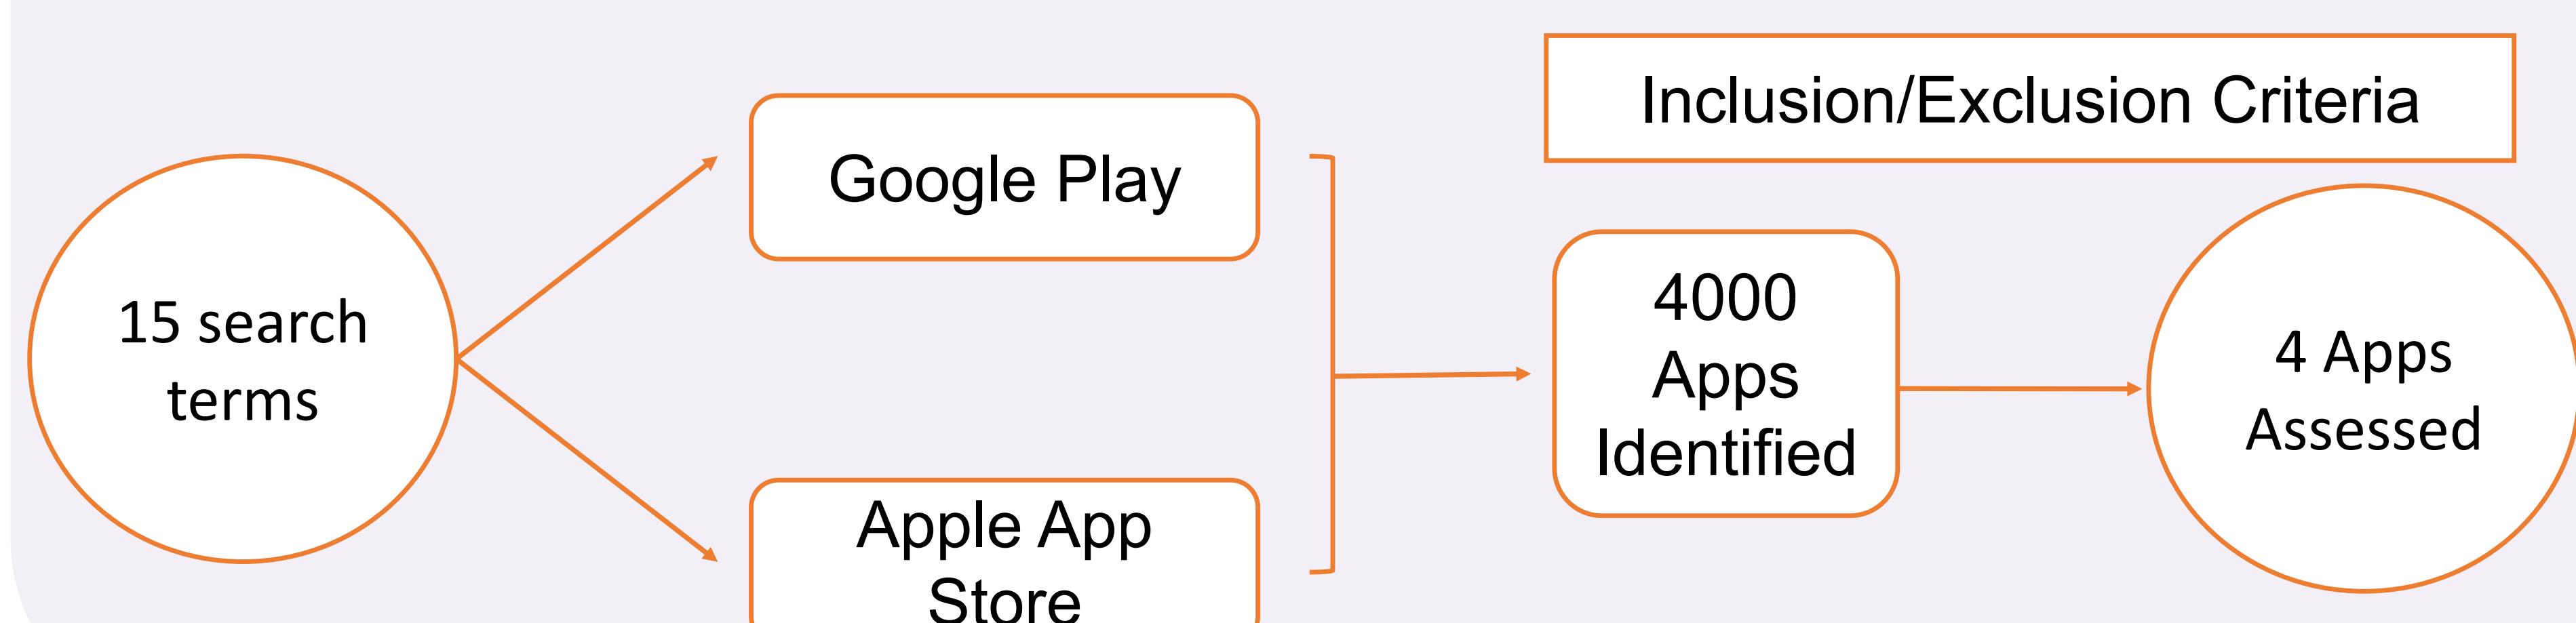 15 search
terms
Google Play
Apple App
Store
Inclusion/Exclusion Criteria
4000
Apps
Identified
4 Apps
Assessed